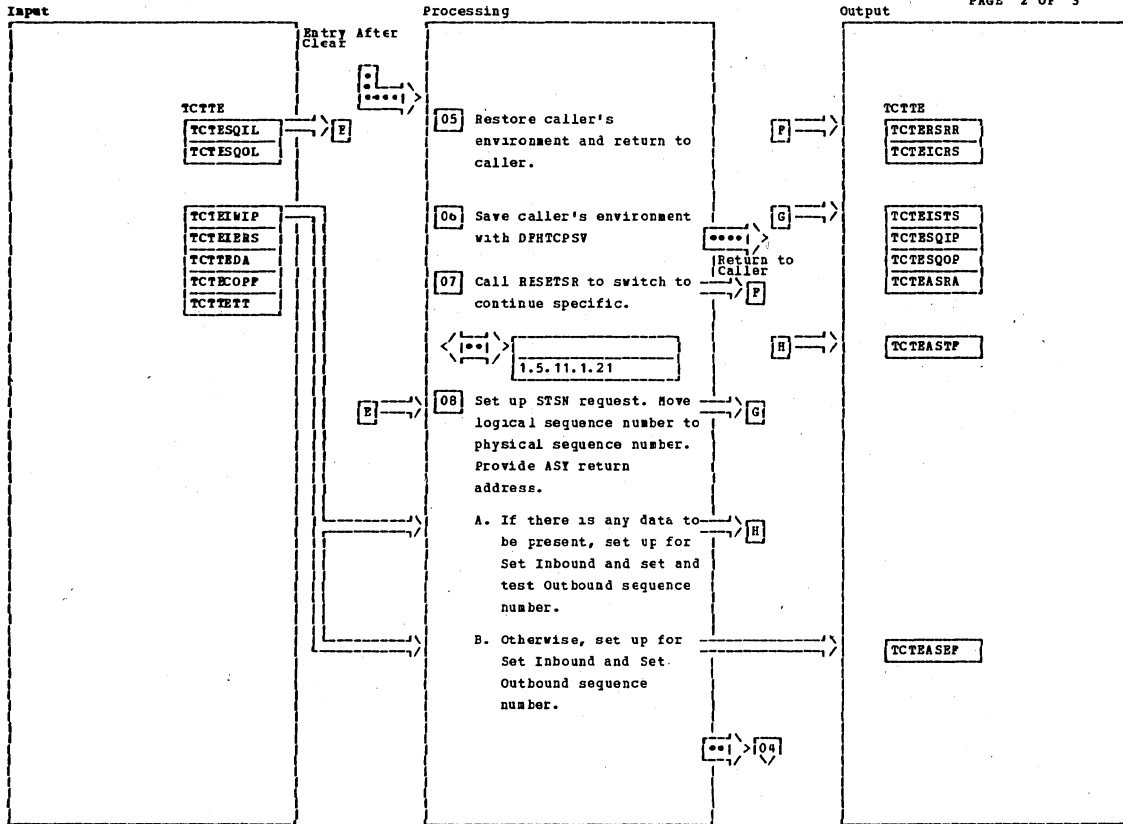 PAGE 2 OF 3
Input
Processing
Output
Entry After
Clear
TCTTE
TCTESQIL
TCTESQOL
E
05 Restore caller's
environment and return to
caller.
F
TCTTE
TCTERSRR
TCTEICRS
TCTEIWIP
TCTEIERS
TCTTEDA
TCTECOPP
TCTTETT
06 Save caller's environment
with DFHTCPSV
Return to
Caller
G
TCTEISTS
TCTESQIP
TCTESQOP
TCTEASRA
07 Call RESETSR to switch to
continue specific.
F
1.5.11.1.21
H
TCTEASTP
E
08 Set up STSN request. Move
logical sequence number to
physical sequence number.
Provide ASY return
address.
G
A. If there is any data to
be present, set up for
Set Inbound and set and
test Outbound sequence
number.
H
B. Otherwise, set up for
Set Inbound and Set
Outbound sequence
number.
TCTEASEP
04